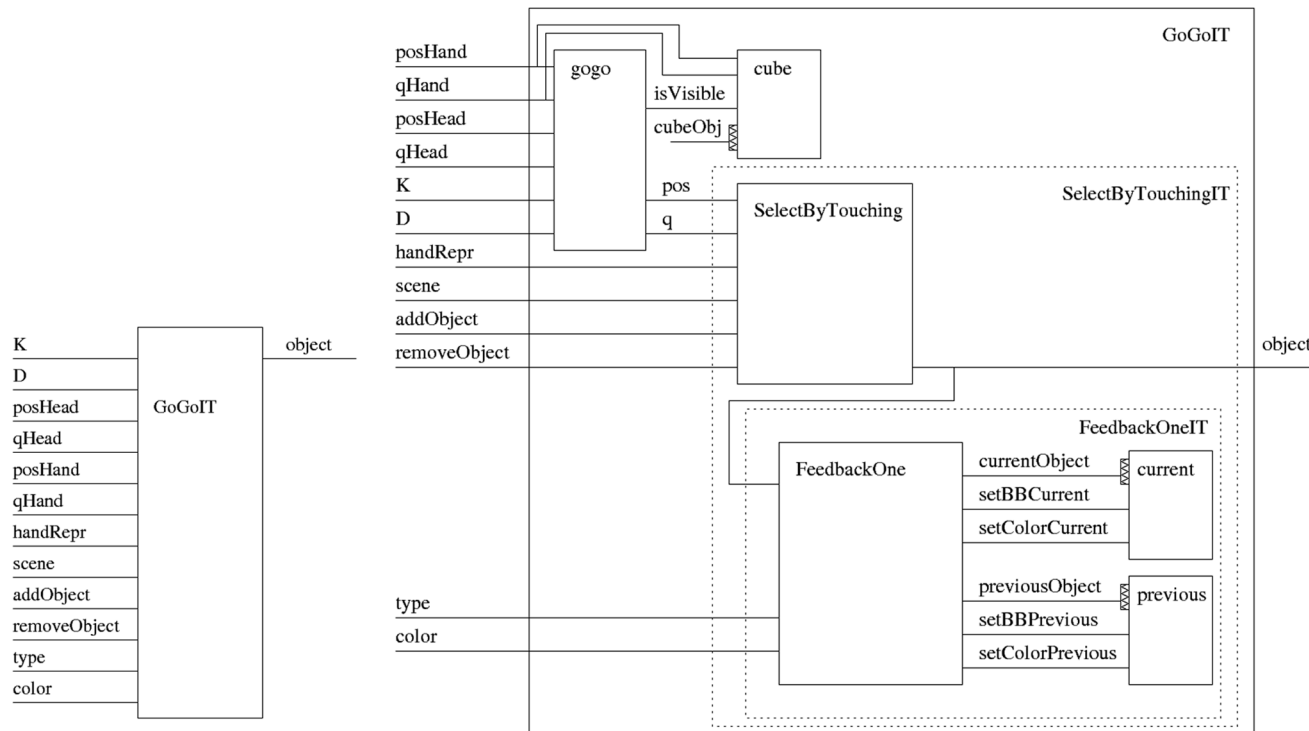 K
D
posHead
qHead
posHand
qHand
handRepr
scene
addObject
removeObject
type
color
GoGoIT
object
GoGoIT
posHand
qHand
posHead
qHead
K
D
handRepr
scene
addObject
removeObject
type
color
gogo
isVisible
cubeObj
cube
pos
q
SelectByTouchingIT
SelectByTouching
object
FeedbackOneIT
FeedbackOne
currentObject
setBBCurrent
setColorCurrent
current
previousObject
setBBPrevious
setColorPrevious
previous